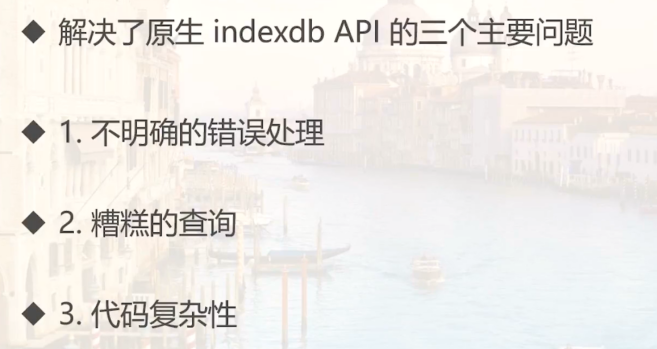 ◆ 解决了原生 indexdb API 的三个主要问题
◆ 1. 不明确的错误处理
◆ 2. 糟糕的查询
◆ 3. 代码复杂性